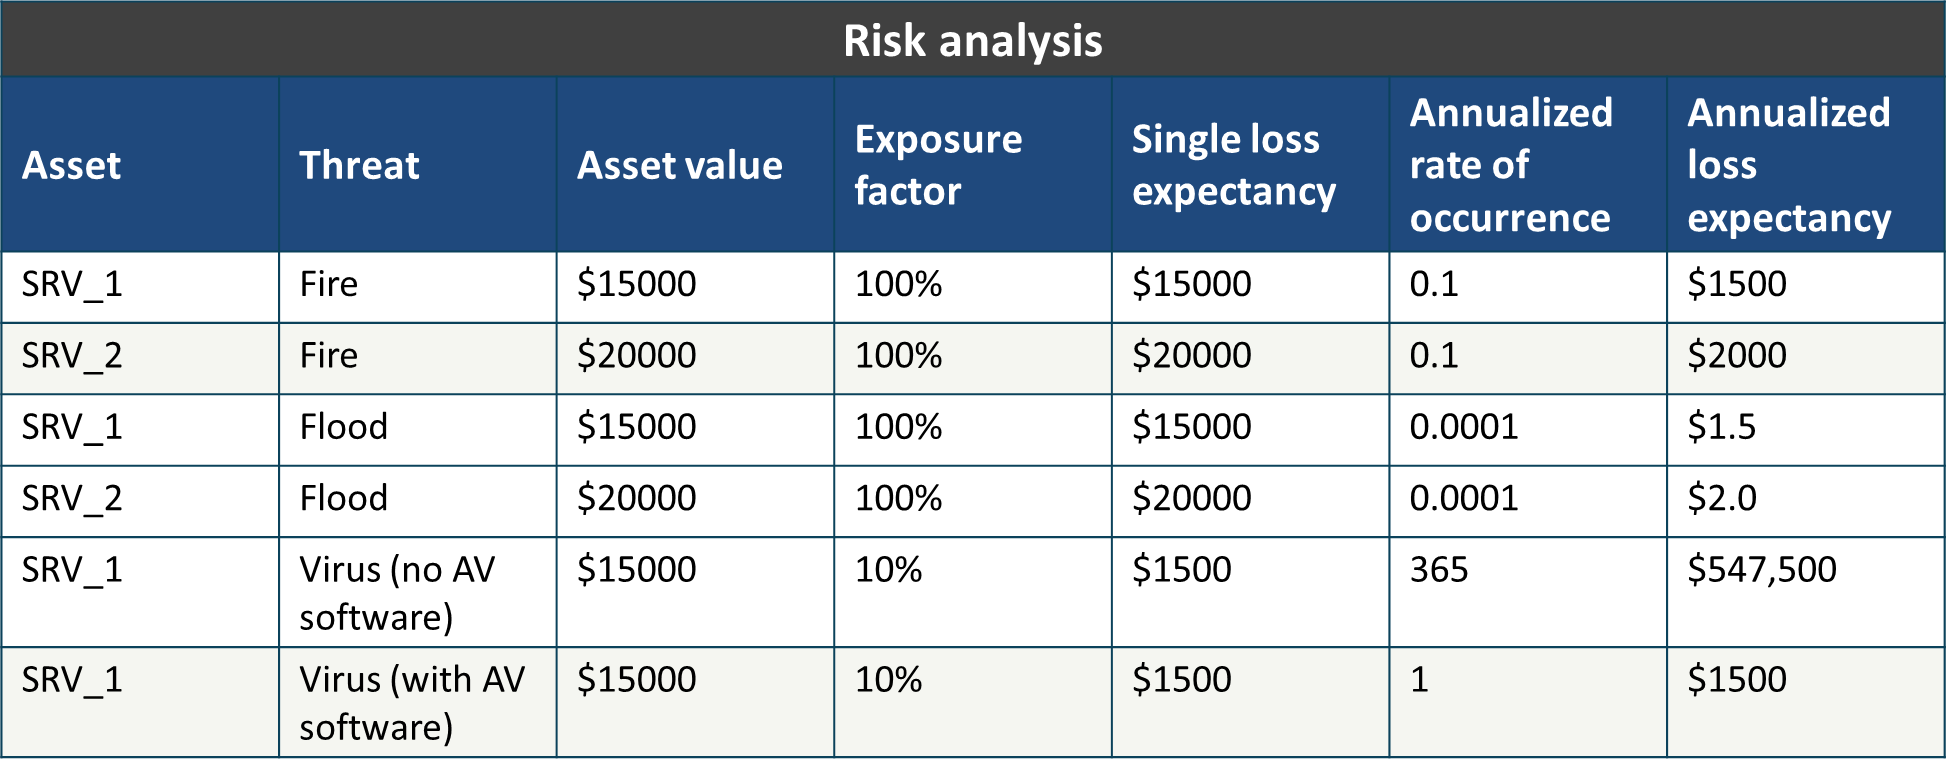 Risk analysis
Asset Threat Asset value Exposure factor Single loss expectancy Annualized rate of occurrence Annualized loss expectancy
SRV_1 Fire $15000 100% $15000 0.1 $1500
SRV_2 Fire $20000 100% $20000 0.1 $2000
SRV_1 Flood $15000 100% $15000 0.0001 $1.5
SRV_2 Flood $20000 100% $20000 0.0001 $2.0
SRV_1 Virus (no AV software) $15000 10% $1500 365 $547,500
SRV_1 Virus (with AV software) $15000 10% $1500 1 $1500